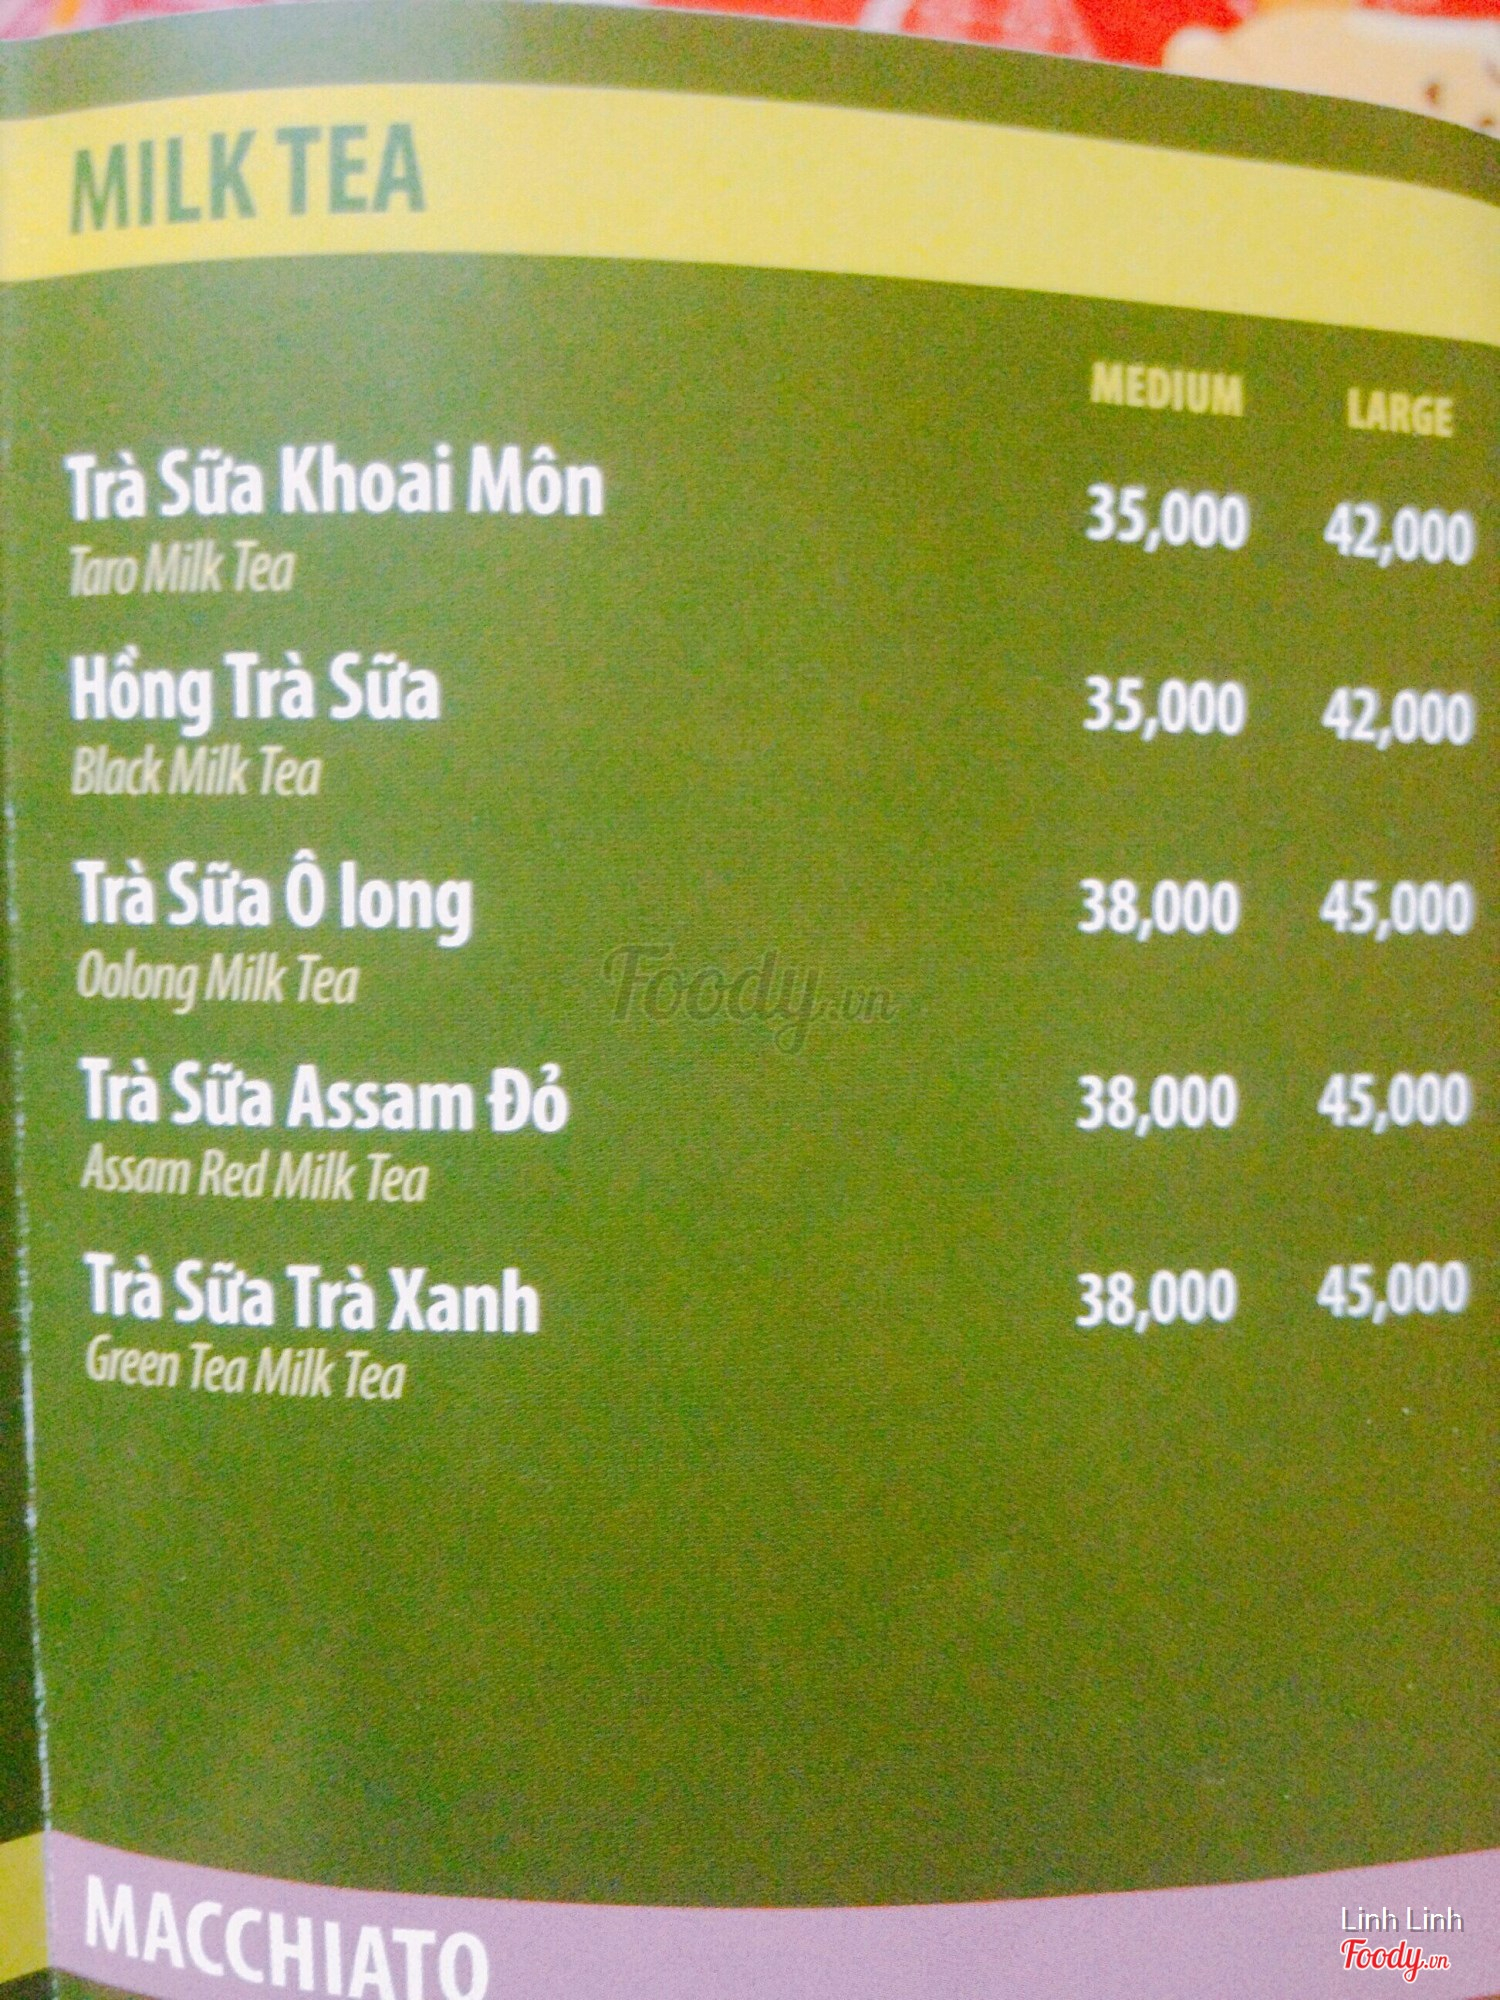 MILK TEA
MEDIUM LARGE
Trà Sữa Khoai Môn 35,000 42,000
Taro Milk Tea
Hồng Trà Sữa 35,000 42,000
Black Milk Tea
Trà Sữa Ô long 38,000 45,000
Oolong Milk Tea
Foody.vn
Trà Sữa Assam Đỏ 38,000 45,000
Assam Red Milk Tea
Trà Sữa Trà Xanh 38,000 45,000
Green Tea Milk Tea
MACCHIATO
Linh Linh
Foody.vn